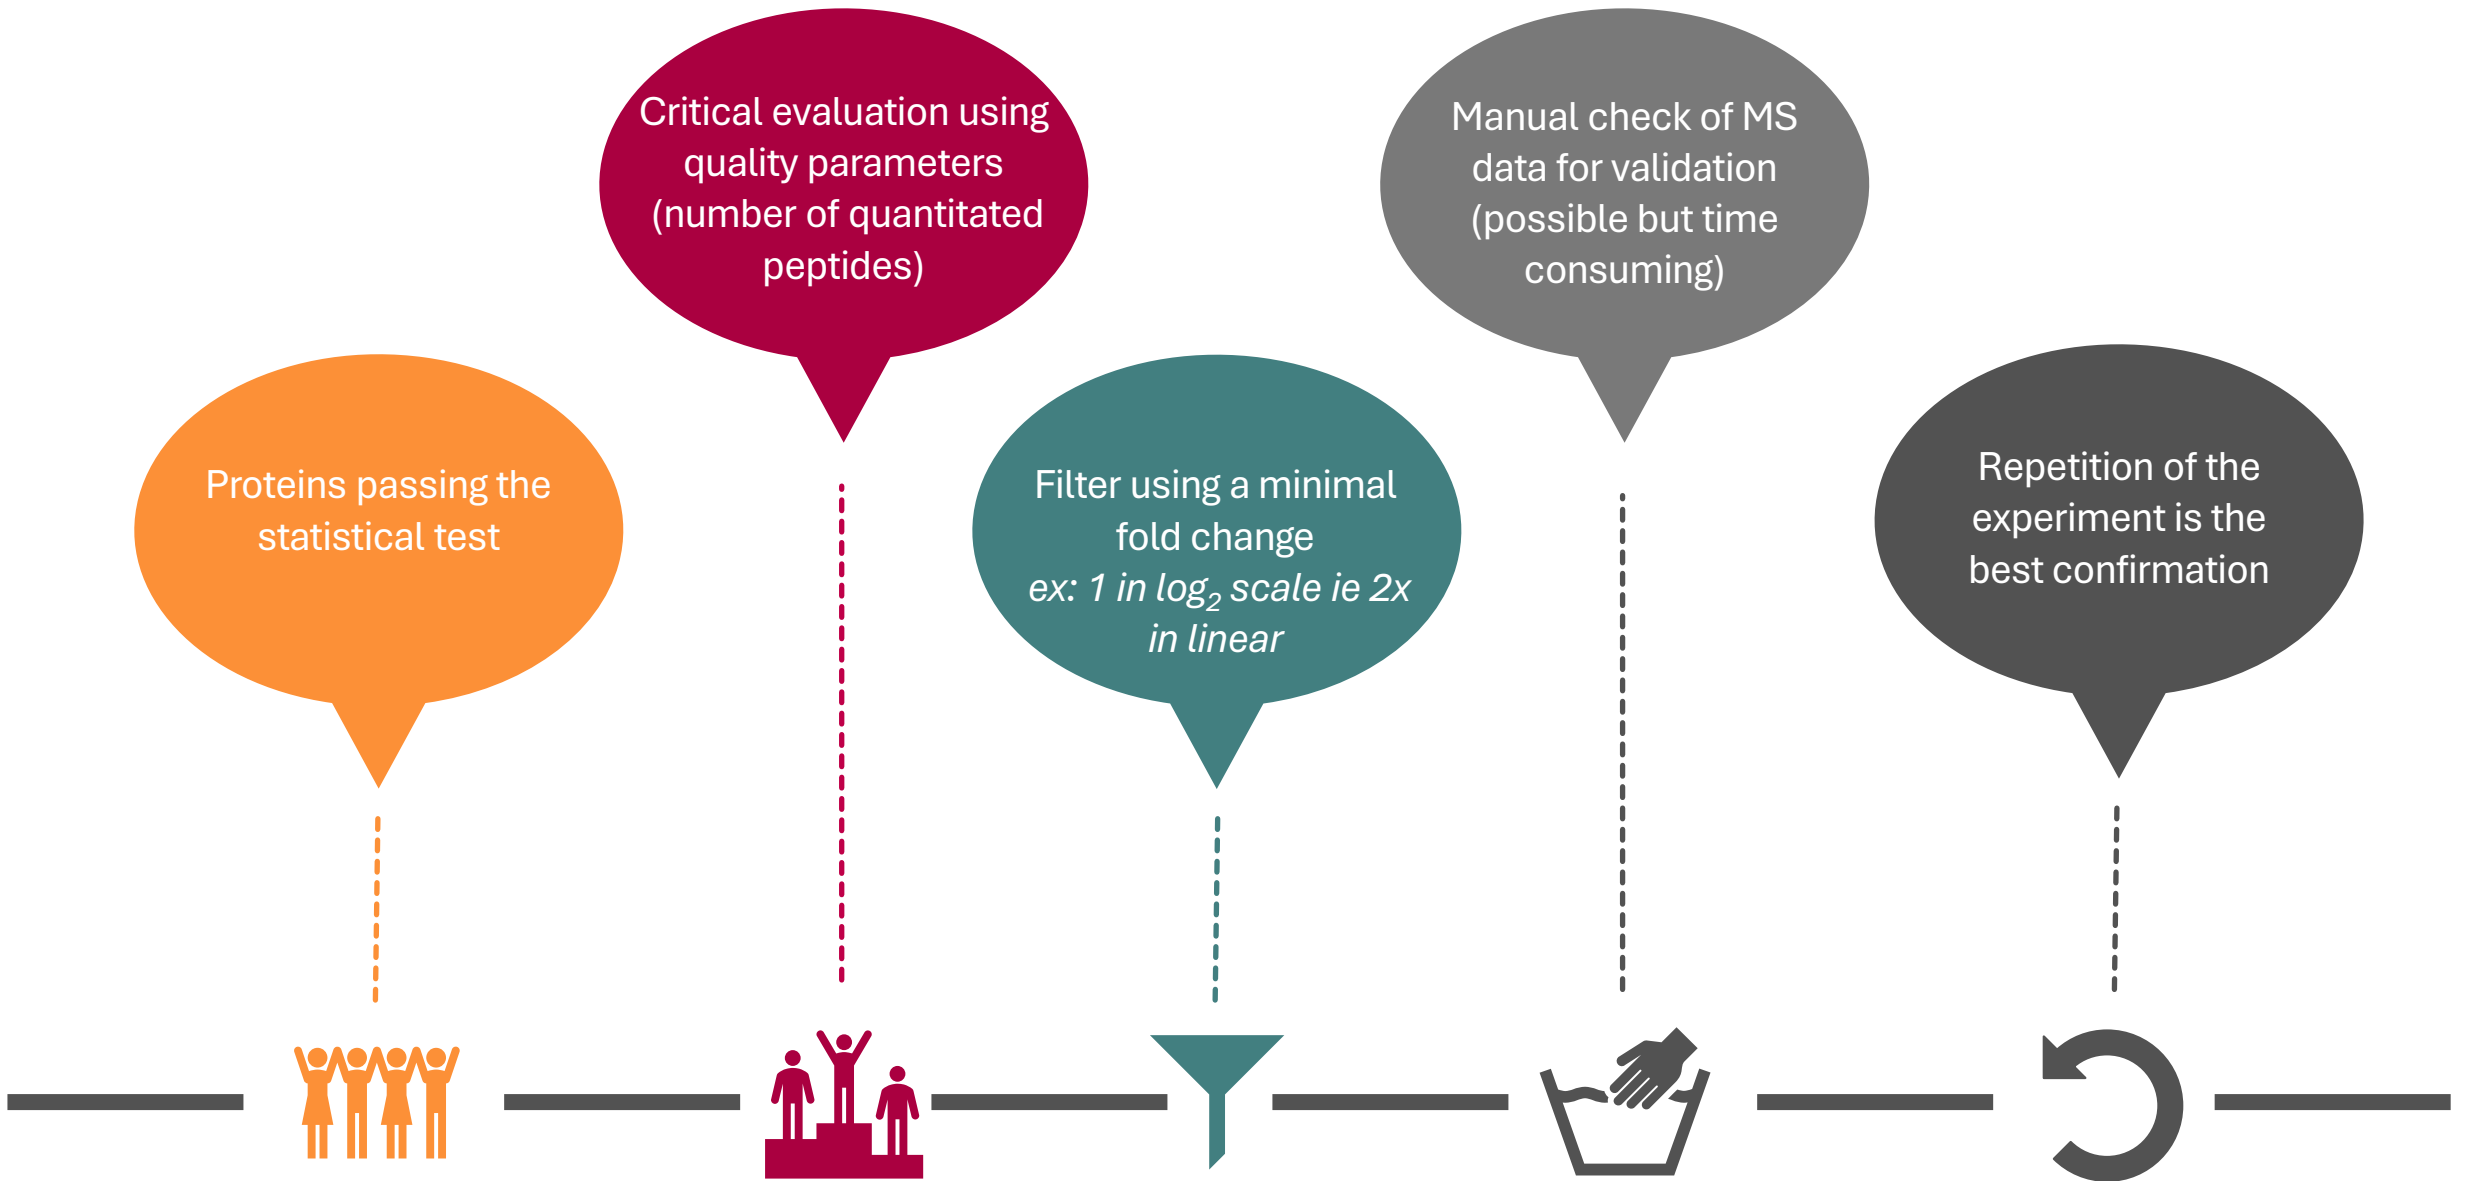 Proteins passing the
statistical test
Critical evaluation using
quality parameters
(number of quantitated
peptides)
Filter using a minimal
fold change
ex: 1 in log₂ scale ie 2x
in linear
Manual check of MS
data for validation
(possible but time
consuming)
Repetition of the
experiment is the
best confirmation